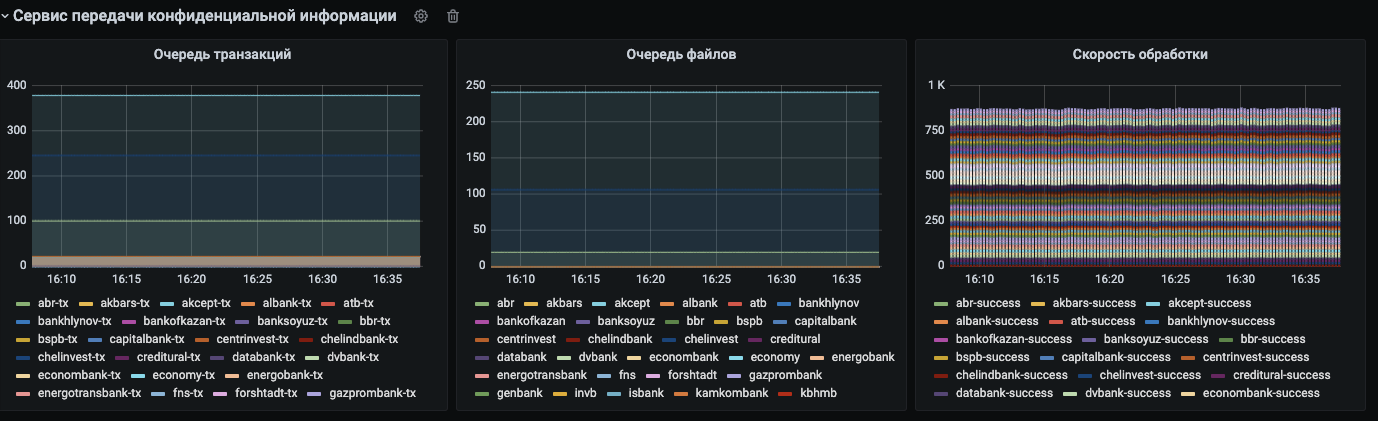 Сервис передачи конфиденциальной информации
Очередь транзакций
400
300
200
100
0
16:10 16:15 16:20 16:25 16:30 16:35
abr-tx akbars-tx akcept-tx albank-tx atb-tx
bankhlynov-tx bankofkazan-tx banksoyuz-tx bbr-tx
bspb-tx capitalbank-tx centrinvest-tx chelindbank-tx
chelinvest-tx creditural-tx databank-tx dvbank-tx
econombank-tx economy-tx energobank-tx
energotransbank-tx fns-tx forshtadt-tx gazprombank-tx
Очередь файлов
250
200
150
100
50
0
16:10 16:15 16:20 16:25 16:30 16:35
abr akbars akcept albank atb bankhlynov
bankofkazan banksoyuz bbr bspb capitalbank
centrinvest chelindbank chelinvest creditural
databank dvbank econombank economy energobank
energotransbank fns forshtadt gazprombank
genbank invb isbank kamkombank kbhmb
Скорость обработки
1 K
750
500
250
0
16:10 16:15 16:20 16:25 16:30 16:35
abr-success akbars-success akcept-success
albank-success atb-success bankhlynov-success
bankofkazan-success banksoyuz-success bbr-success
bspb-success capitalbank-success centrinvest-success
chelindbank-success chelinvest-success creditural-success
databank-success dvbank-success econombank-success